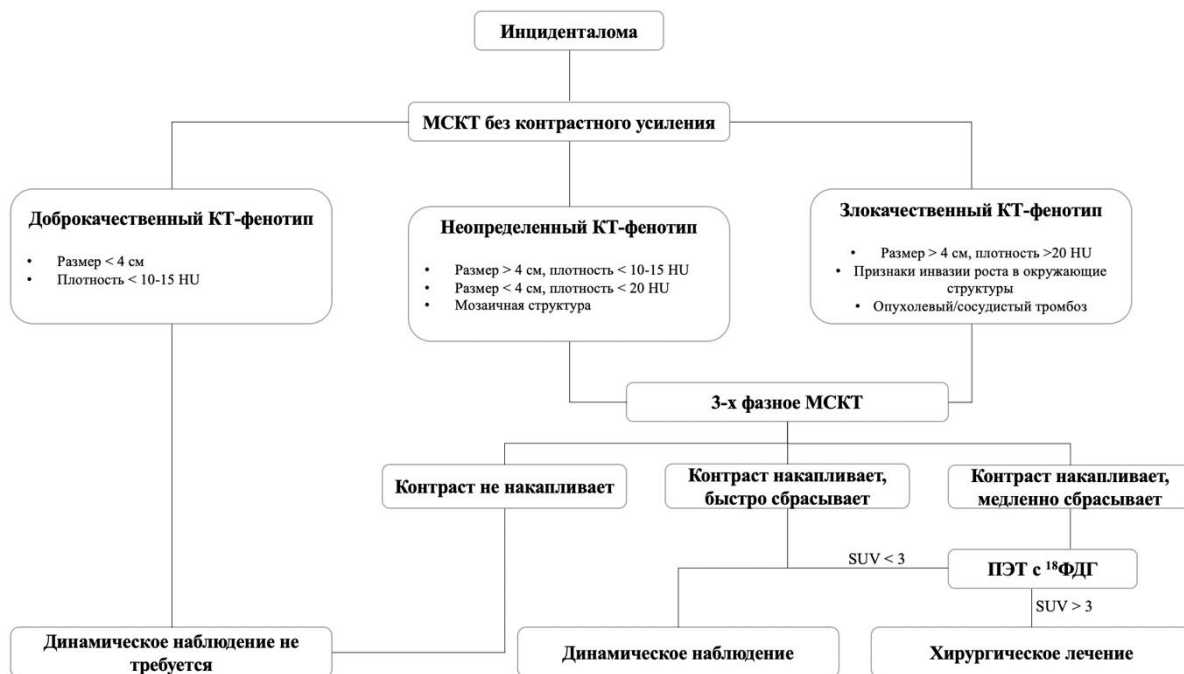 Инциденталома
МСКТ без контрастного усиления
Доброкачественный КТ-фенотип
• Размер < 4 см
• Плотность < 10-15 HU
Неопределенный КТ-фенотип
• Размер > 4 см, плотность < 10-15 HU
• Размер < 4 см, плотность < 20 HU
• Мозаичная структура
Злокачественный КТ-фенотип
• Размер > 4 см, плотность >20 HU
• Признаки инвазии роста в окружающие
структуры
• Опухолевый/сосудистый тромбоз
3-х фазное МСКТ
Контраст не накапливает
Контраст накапливает,
быстро сбрасывает
Контраст накапливает,
медленно сбрасывает
SUV < 3
ПЭТ с ¹⁸ФДГ
SUV > 3
Динамическое наблюдение не
требуется
Динамическое наблюдение
Хирургическое лечение